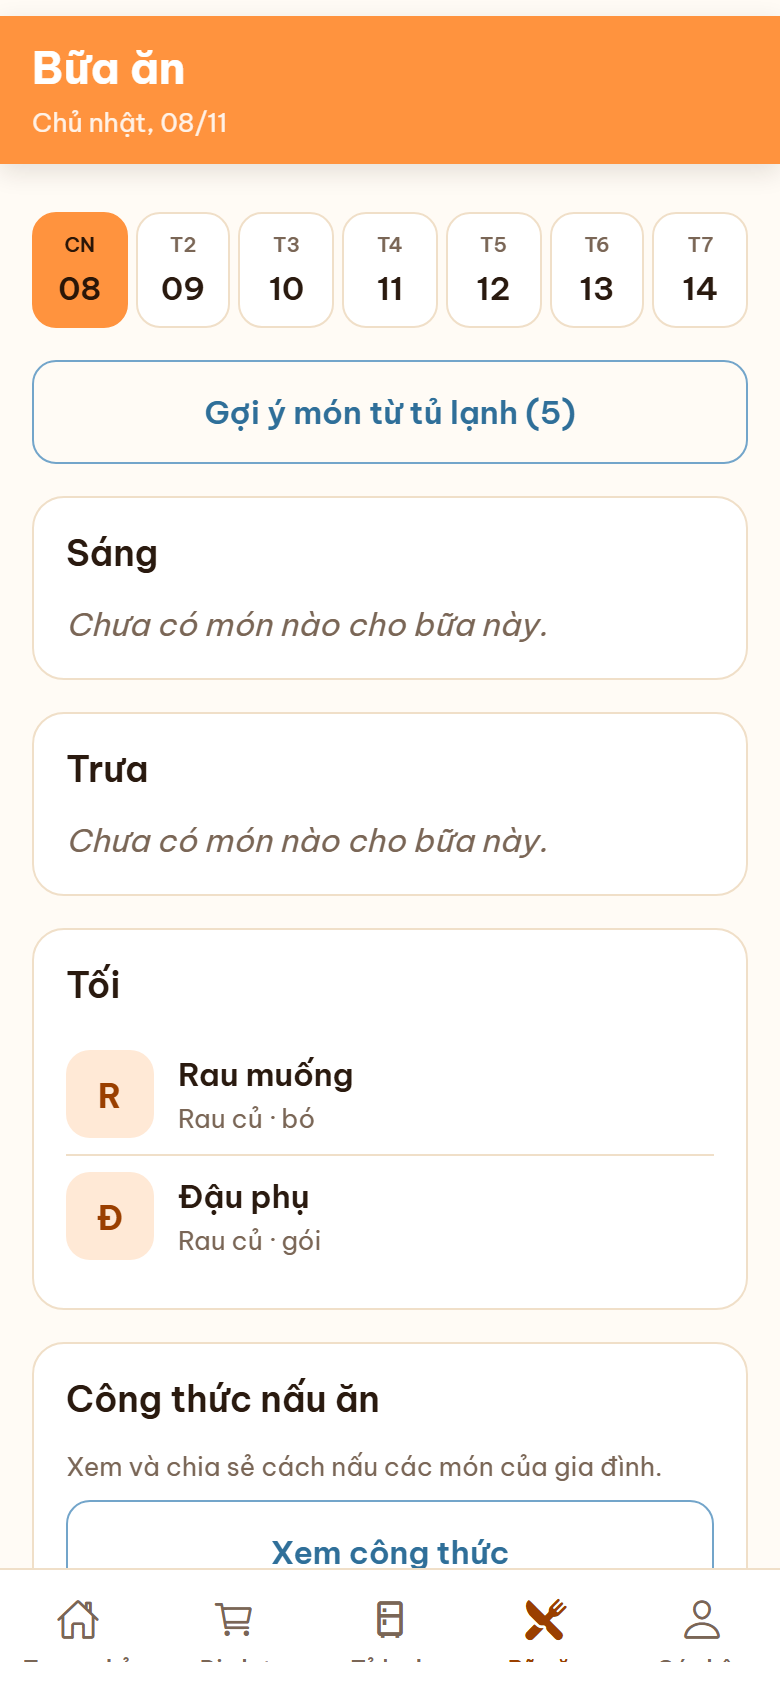 Bữa ăn
Chủ nhật, 08/11
CN T2 T3 T4 T5 T6 T7
08 09 10 11 12 13 14
Gợi ý món từ tủ lạnh (5)
Sáng
Chưa có món nào cho bữa này.
Trưa
Chưa có món nào cho bữa này.
Tối
R
Rau muống
Rau củ · bó
Đ
Đậu phụ
Rau củ · gói
Công thức nấu ăn
Xem và chia sẻ cách nấu các món của gia đình.
Xem công thức